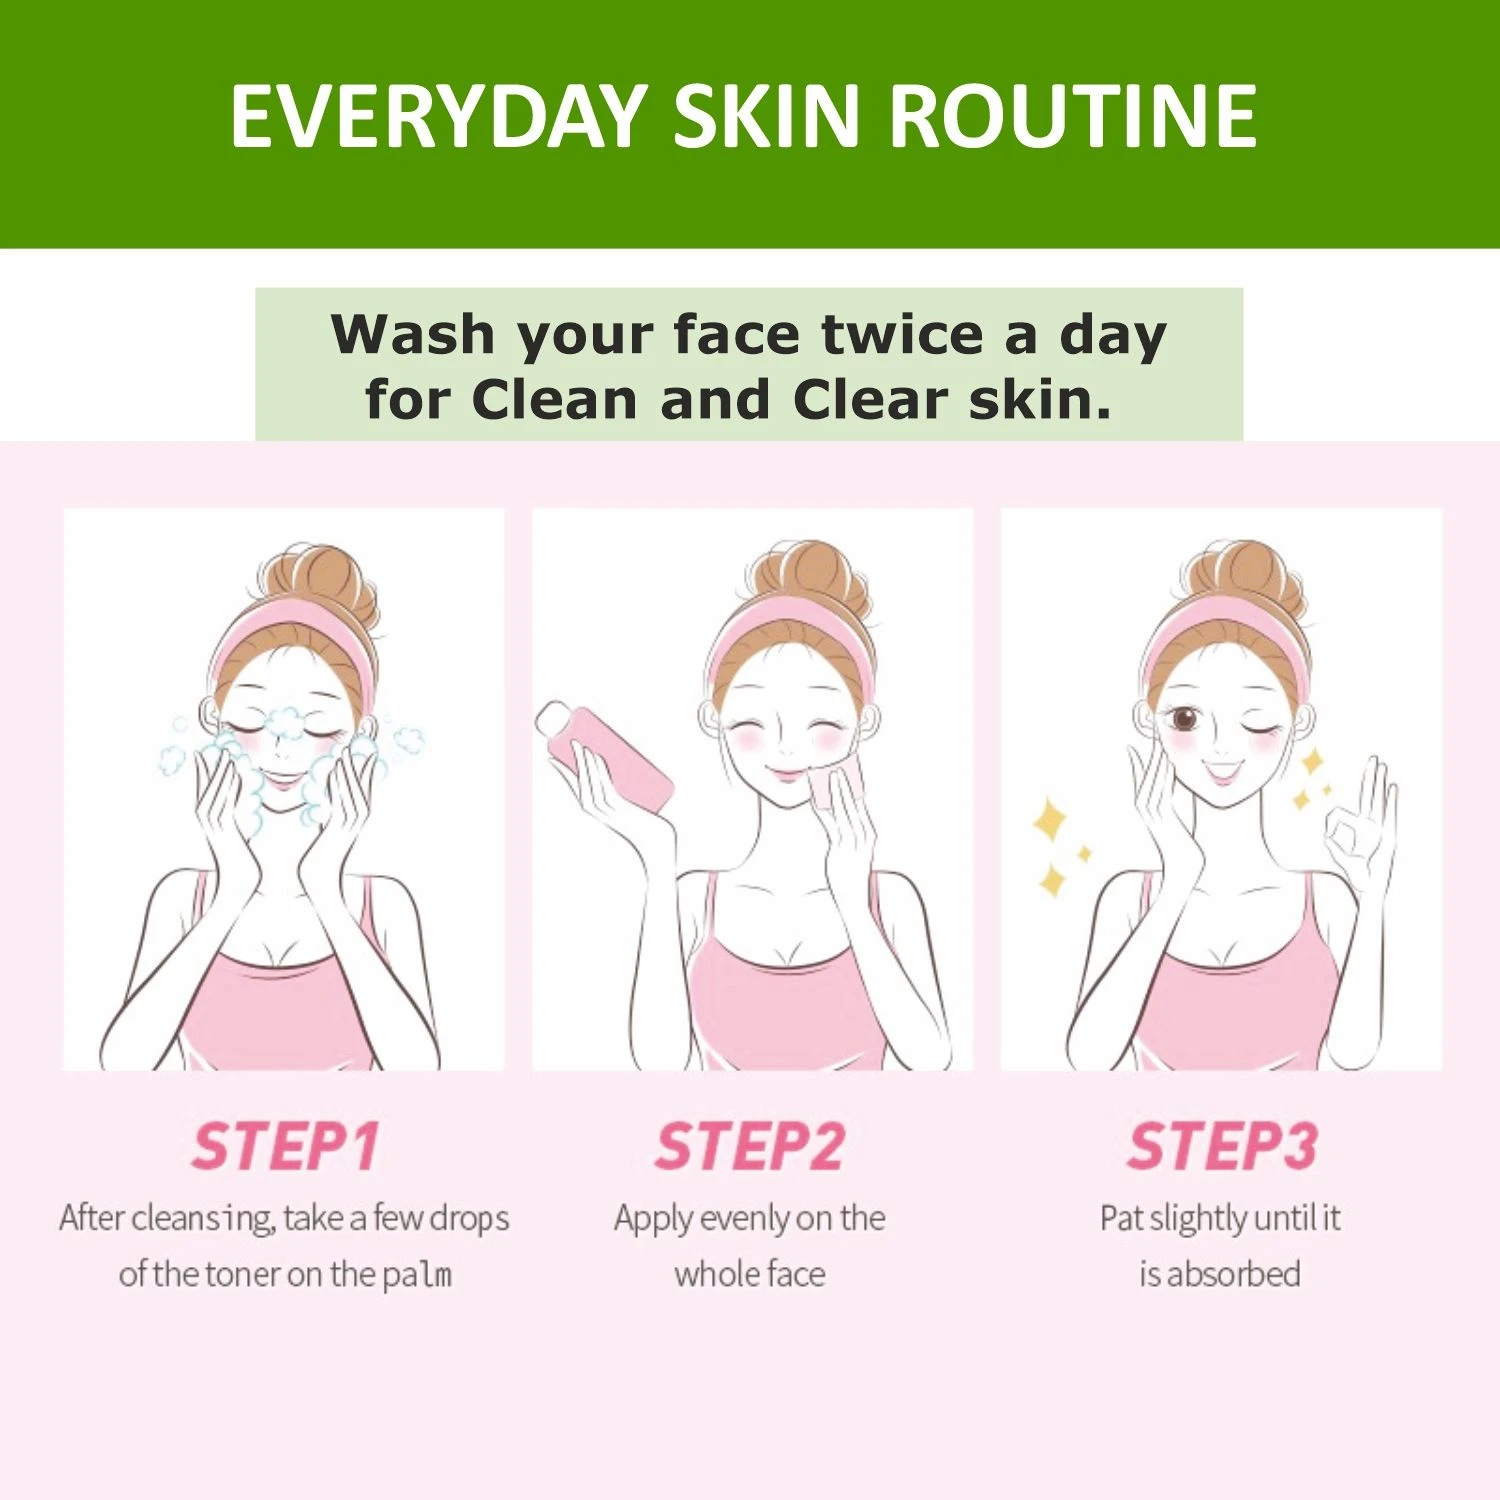 EVERYDAY SKIN ROUTINE
Wash your face twice a day
for Clean and Clear skin.
STEP1
After cleansing, take a few drops
of the toner on the palm
STEP2
Apply evenly on the
whole face
STEP3
Pat slightly until it
is absorbed